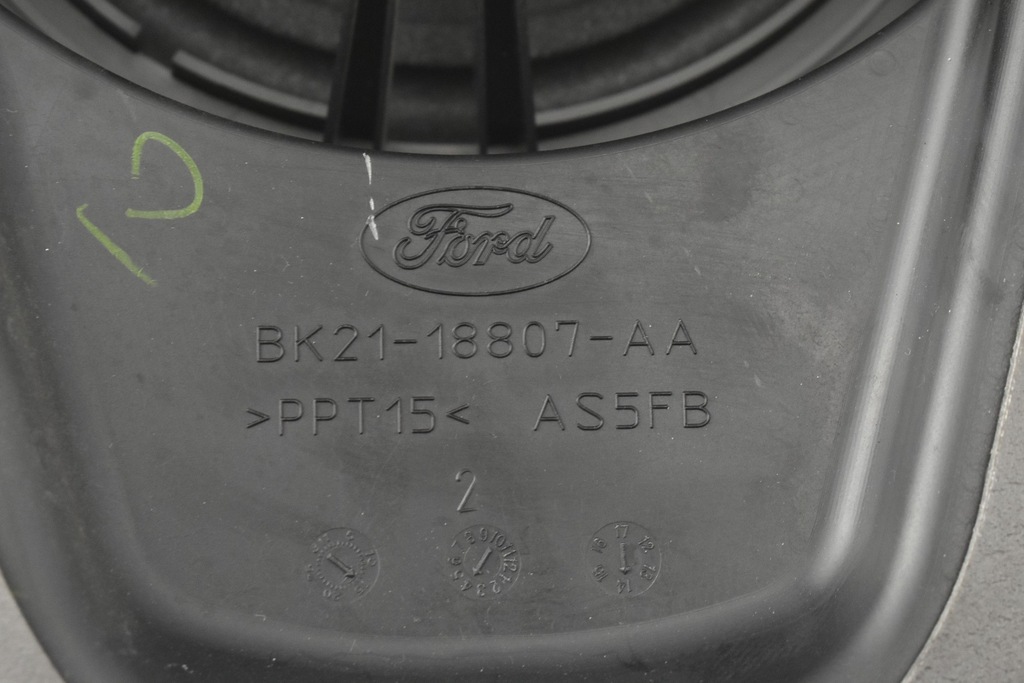 Ford
BK21-18807-AA
>PPT15< AS5FB
2